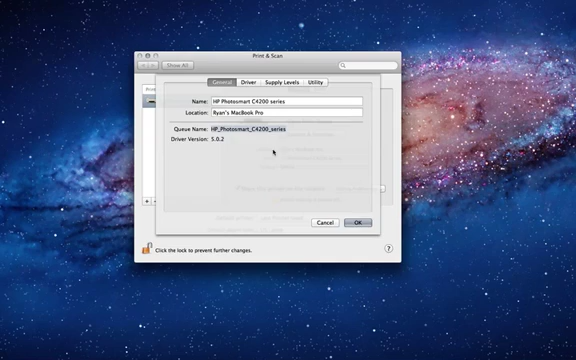 Print & Scan
Show All
General Driver Supply Levels Utility
Name: HP Photosmart C4200 series
Location: Ryan's MacBook Pro
Queue Name: HP_Photosmart_C4200_series
Driver Version: 5.0.2
Cancel OK
Click the lock to prevent further changes.
?